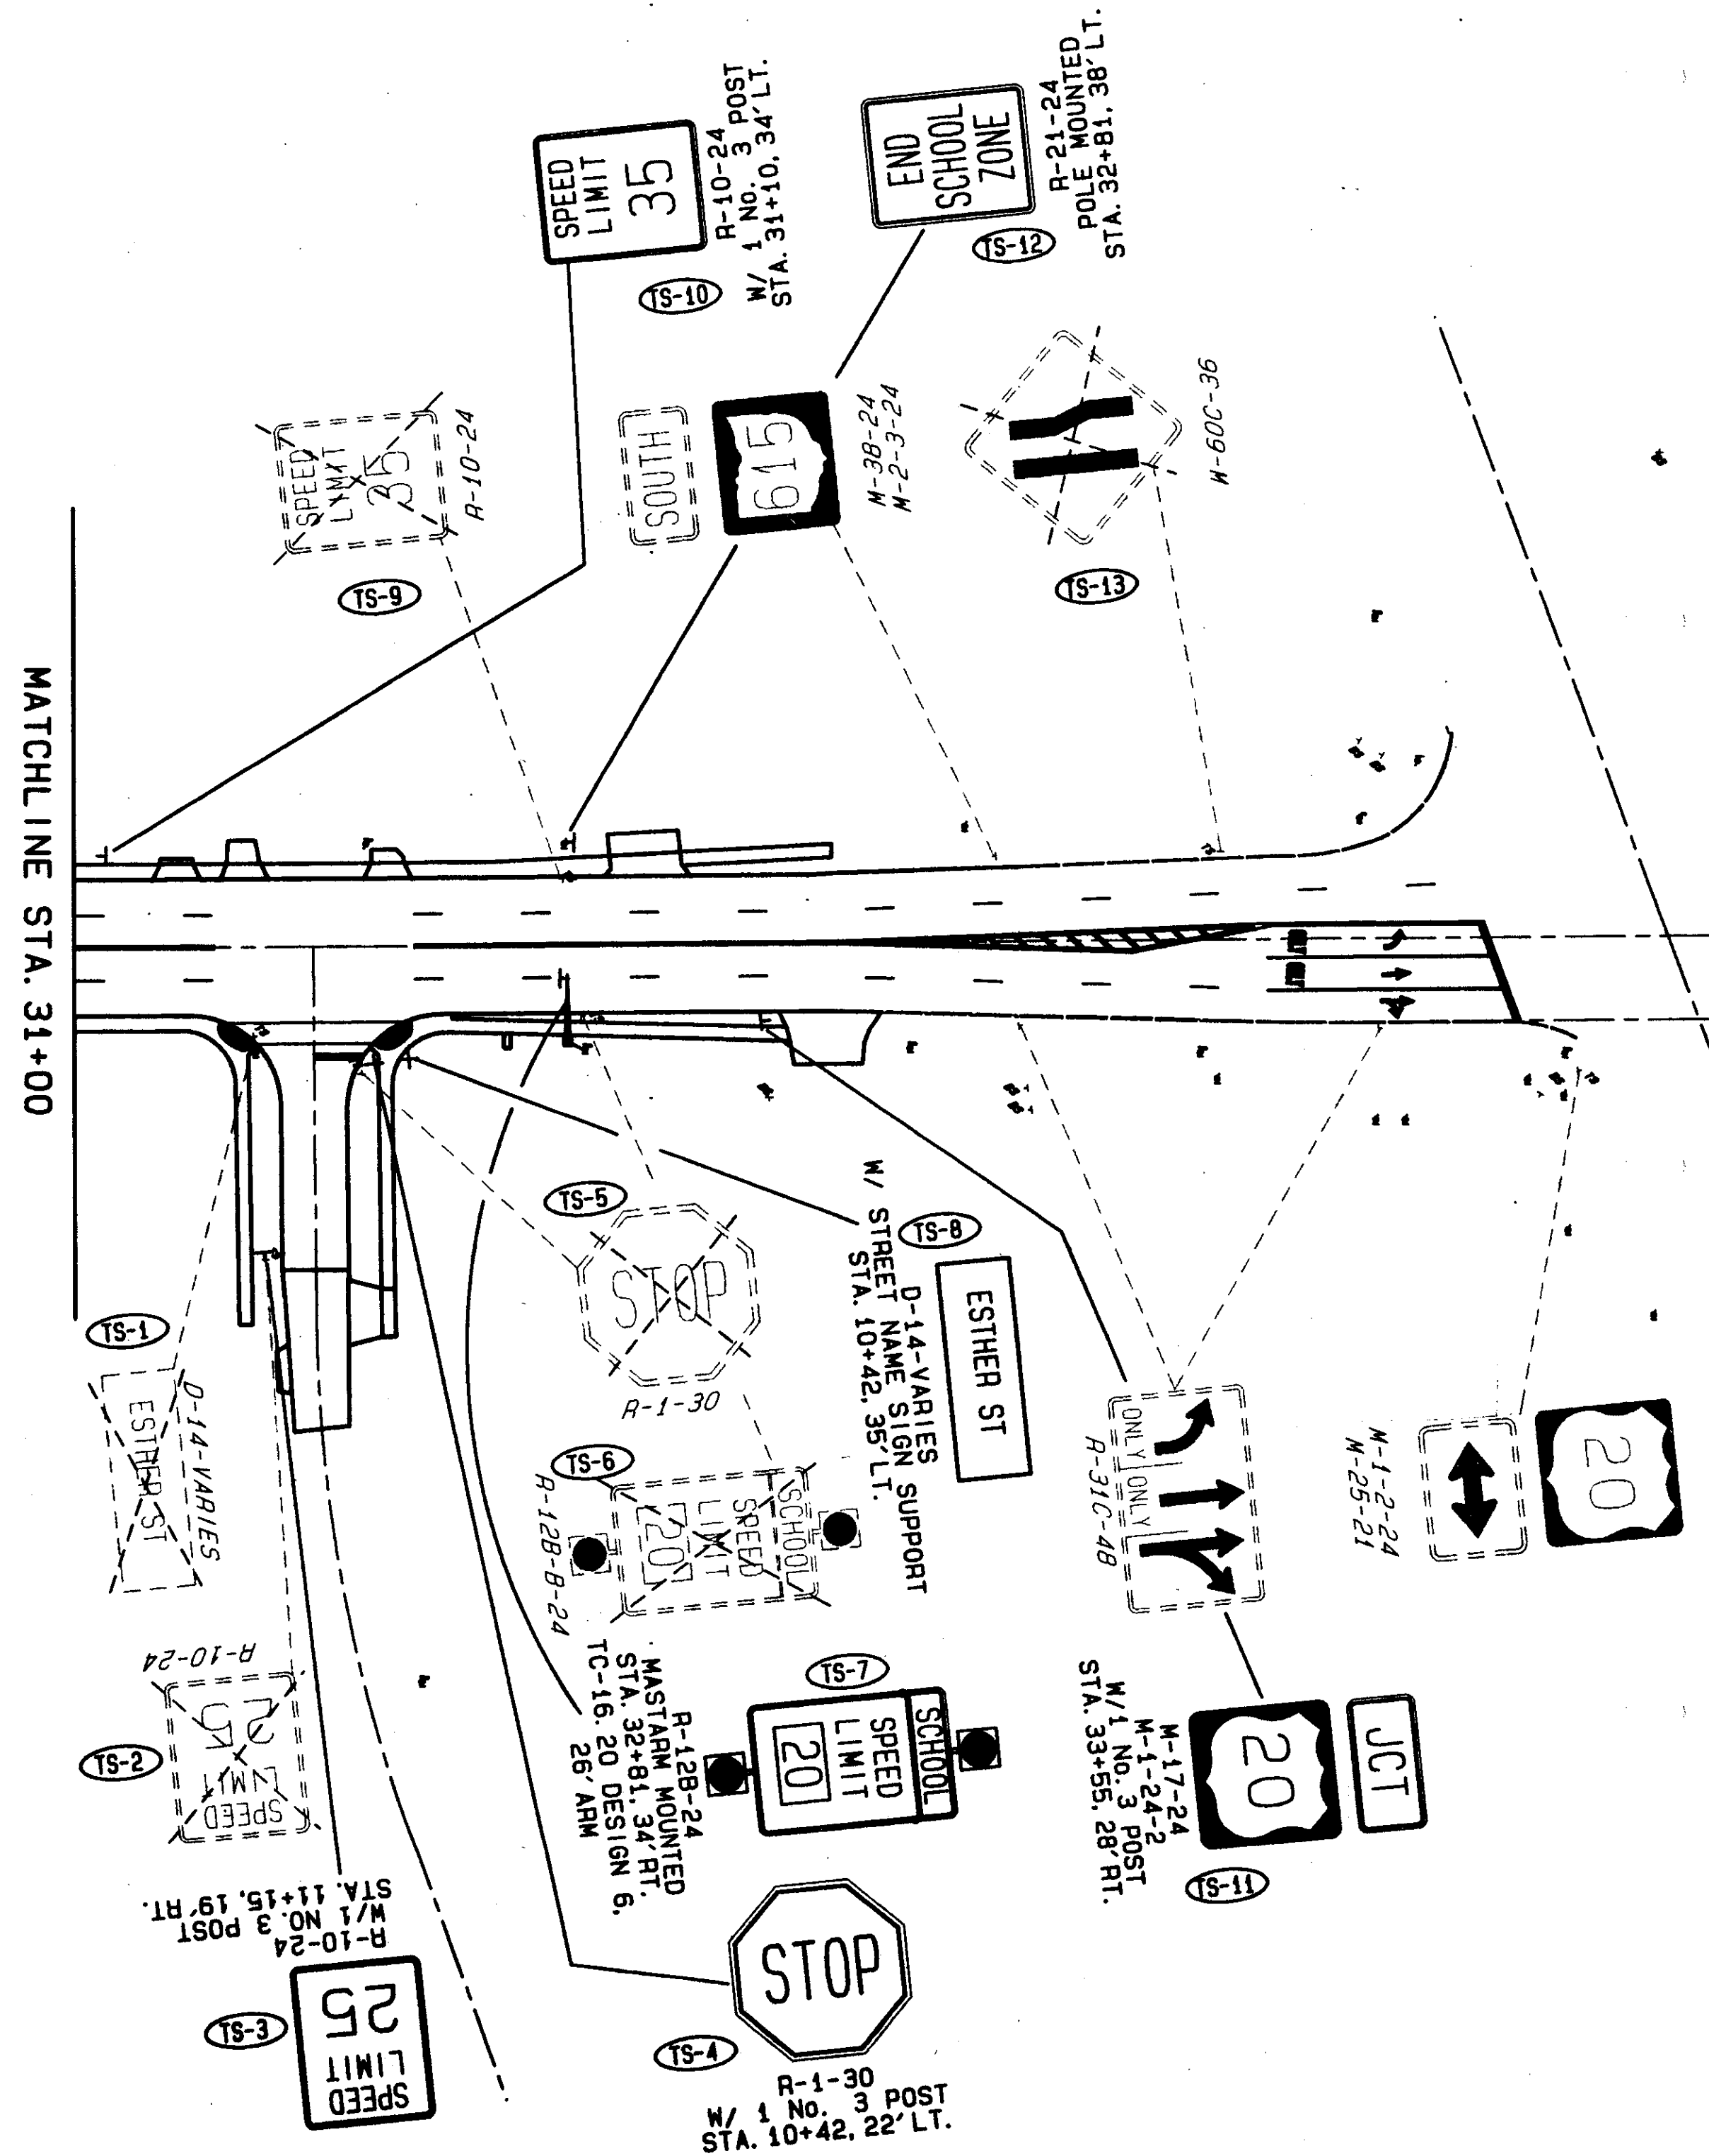 SPEED
LIMIT
35
R-10-24
W/ 1 No. 3 POST
STA. 31+10, 34' LT.
TS-10
END
SCHOOL
ZONE
R-21-24
POLE MOUNTED
STA. 32+81, 38' LT.
TS-12
SPEED
LIMIT
35
R-10-24
TS-9
SOUTH
615
M-38-24
M-2-3-24
W-60C-36
TS-13
MATCHLINE STA. 31+00
TS-1
ESTHER ST
D-14-VARIES
TS-5
STOP
R-1-30
TS-8
ESTHER ST
D-14-VARIES
W/ STREET NAME SIGN SUPPORT
STA. 10+42, 35' LT.
TS-6
SCHOOL
SPEED
LIMIT
20
R-12B-B-24
ONLY ONLY
R-31C-48
20
M-1-2-24
M-25-21
TS-2
SPEED
LIMIT
25
R-10-24
TS-7
SCHOOL
SPEED
LIMIT
20
R-12B-24
MASTARM MOUNTED
STA. 32+81, 34' RT.
TC-16.20 DESIGN 6,
26' ARM
JCT
20
M-17-24
M-1-24-2
W/1 No. 3 POST
STA. 33+55, 28' RT.
TS-11
TS-3
SPEED
LIMIT
25
R-10-24
W/1 NO. 3 POST
STA. 11+15, 19' RT.
STOP
TS-4
R-1-30
W/ 1 No. 3 POST
STA. 10+42, 22' LT.